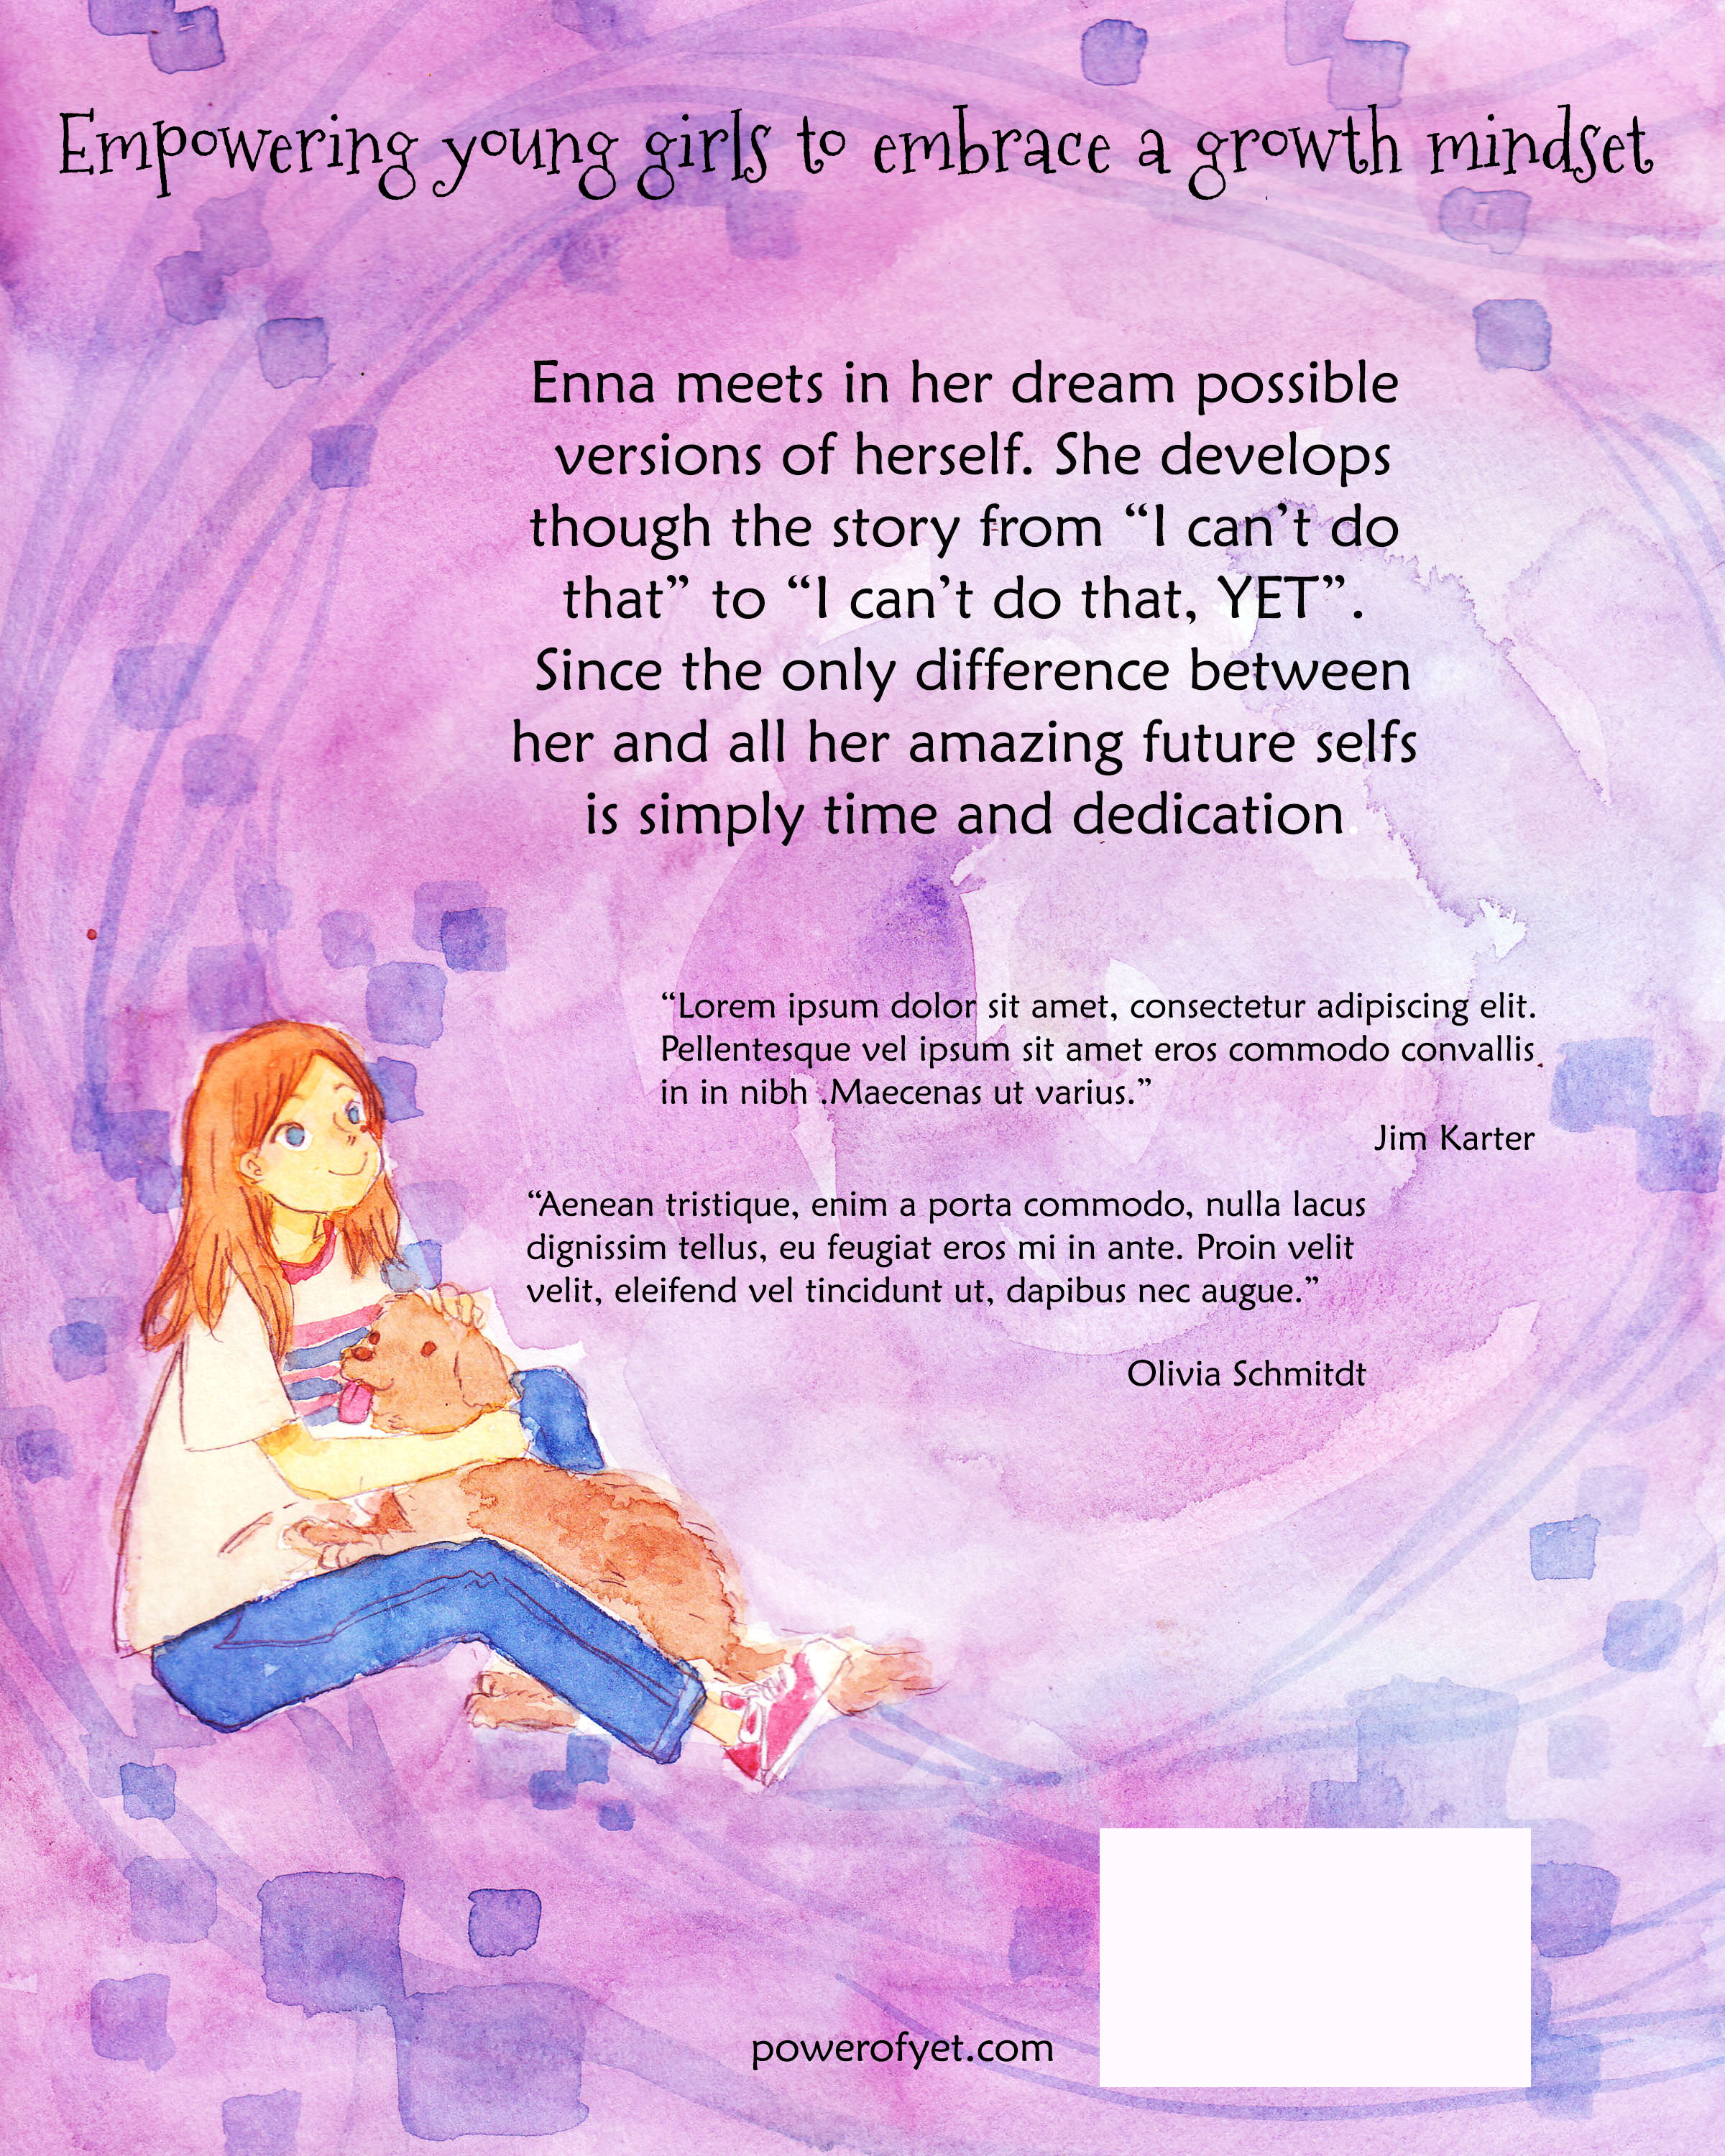 Empowering young girls to embrace a growth mindset
Enna meets in her dream possible
versions of herself. She develops
though the story from “I can’t do
that” to “I can’t do that, YET”.
Since the only difference between
her and all her amazing future selfs
is simply time and dedication.
“Lorem ipsum dolor sit amet, consectetur adipiscing elit.
Pellentesque vel ipsum sit amet eros commodo convallis
in in nibh .Maecenas ut varius.”
Jim Karter
“Aenean tristique, enim a porta commodo, nulla lacus
dignissim tellus, eu feugiat eros mi in ante. Proin velit
velit, eleifend vel tincidunt ut, dapibus nec augue.”
Olivia Schmitdt
powerofyet.com